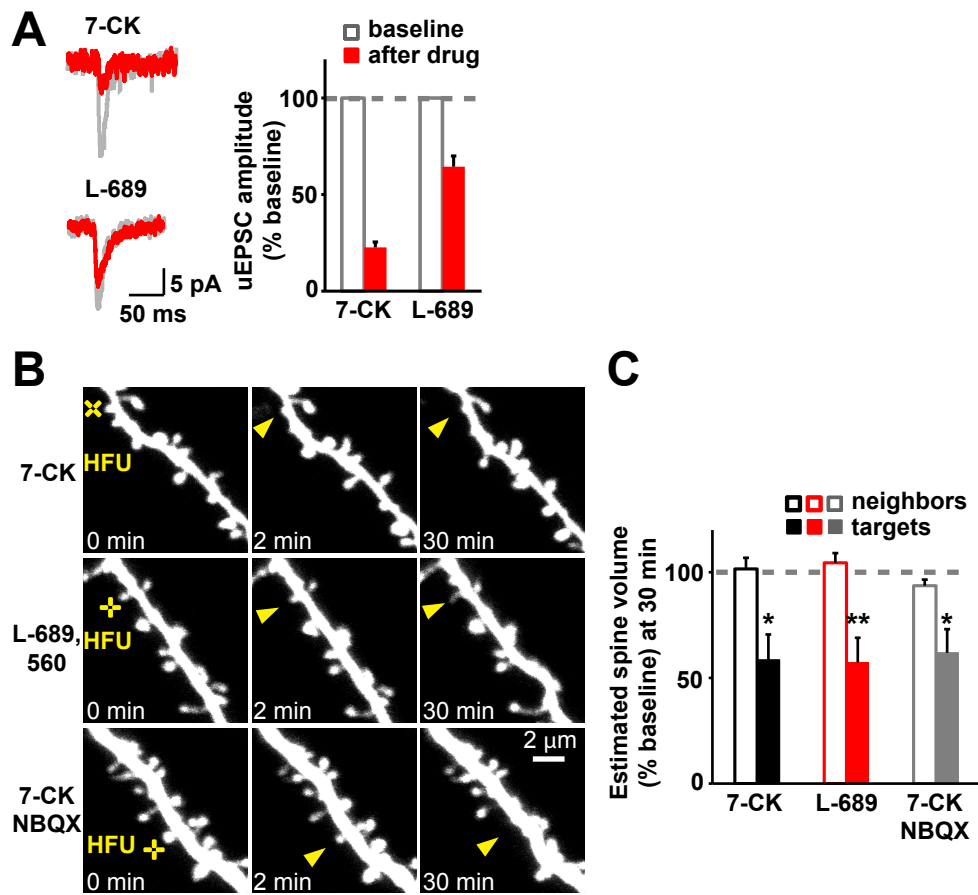 A
7-CK
L-689
5 pA
50 ms
baseline
after drug
uEPSC amplitude
(% baseline)
100
50
0
7-CK
L-689
B
7-CK
HFU
0 min
2 min
30 min
L-689,
560
HFU
0 min
2 min
30 min
7-CK
NBQX
HFU
0 min
2 min
30 min
2 µm
C
neighbors
targets
Estimated spine volume
(% baseline) at 30 min
100
50
0
*
**
*
7-CK
L-689
7-CK
NBQX